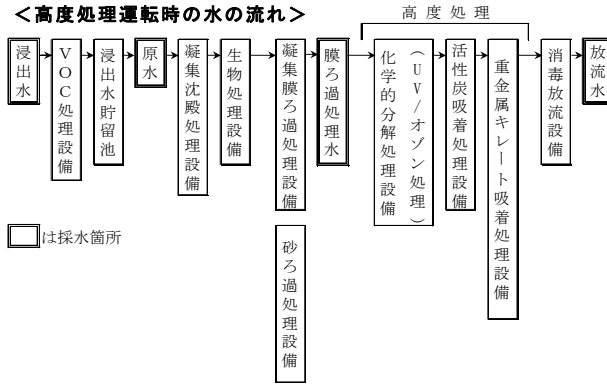 ＜高度処理運転時の水の流れ＞
高度処理
浸出水
VOC処理設備
浸出水貯留池
原水
凝集沈殿処理設備
生物処理設備
凝集膜ろ過処理設備
膜ろ過処理水
化学的分解処理設備
（UV/オゾン処理）
活性炭吸着処理設備
重金属キレート吸着処理設備
消毒放流設備
放流水
は採水箇所
砂ろ過処理設備